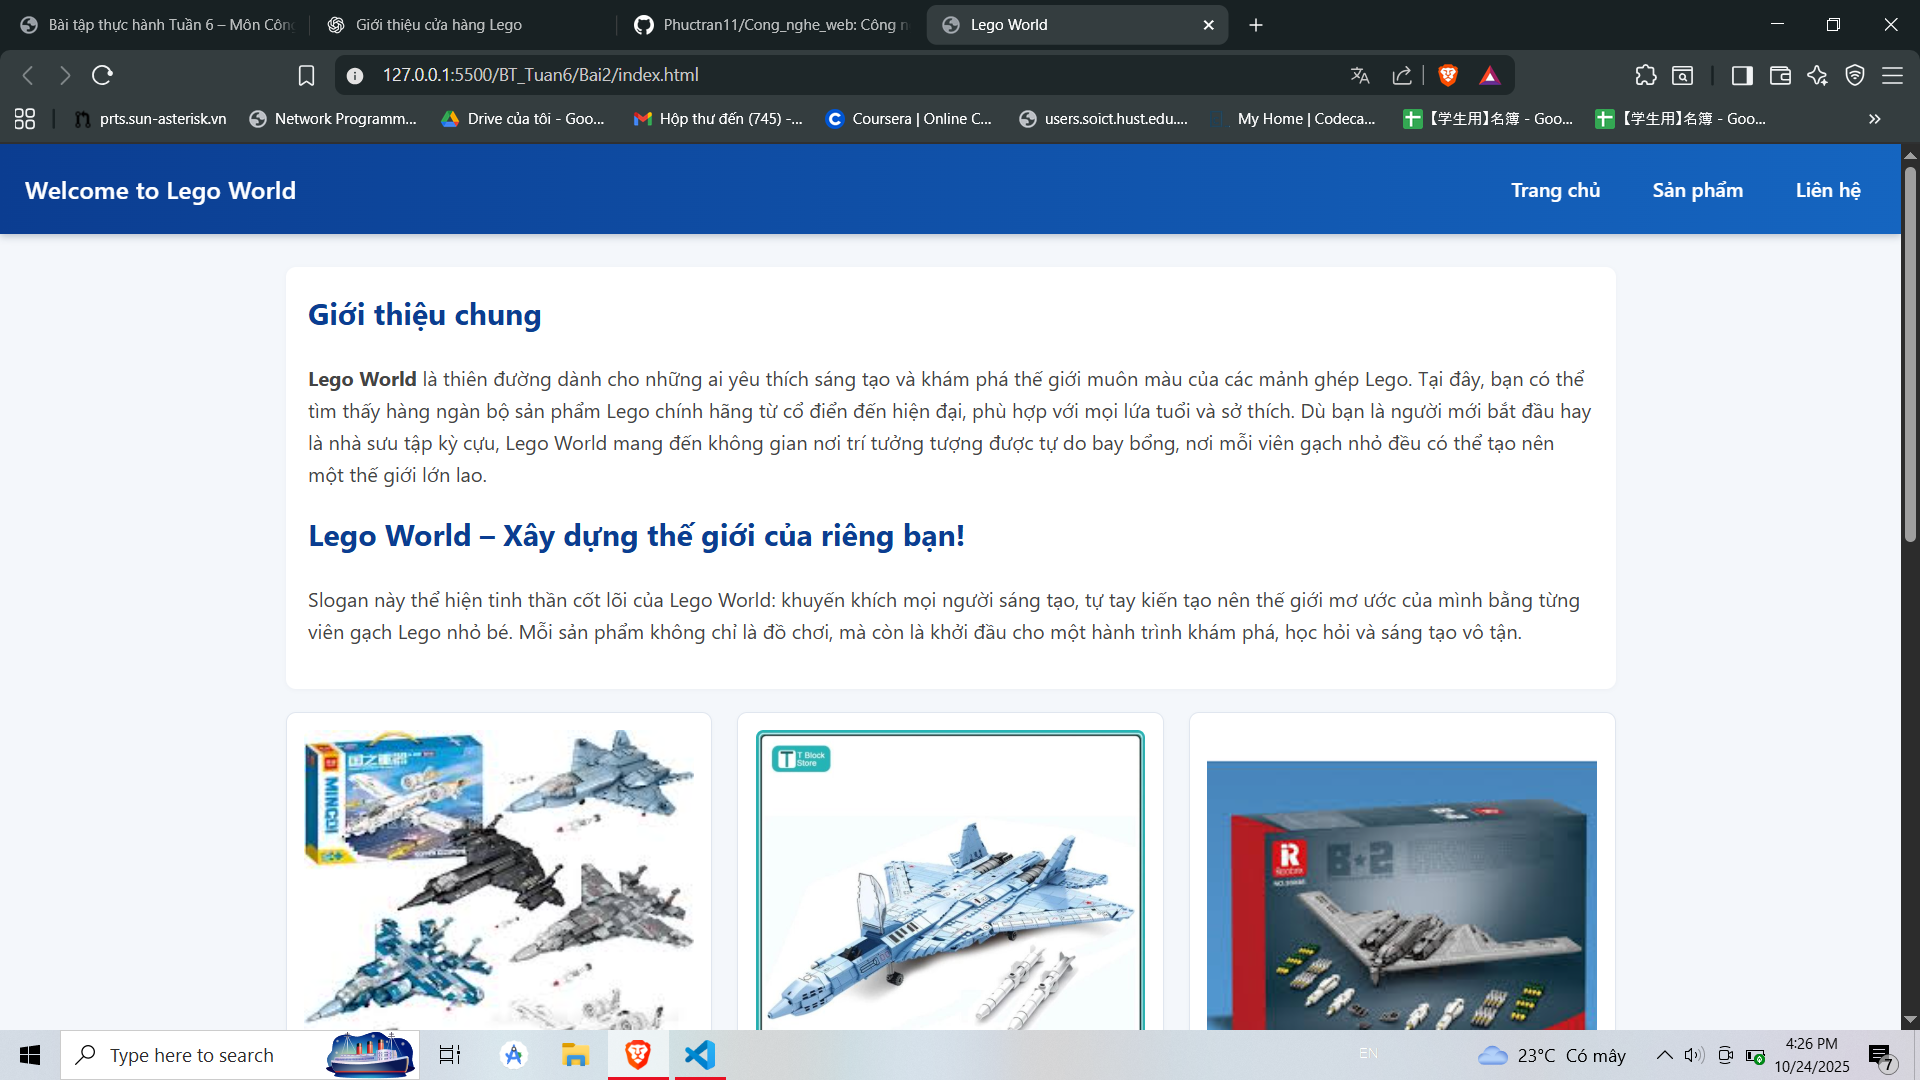 Bài tập thực hành Tuần 6 – Môn Côn
Giới thiệu cửa hàng Lego
Phuctran11/Cong_nghe_web: Công n
Lego World
127.0.0.1:5500/BT_Tuan6/Bai2/index.html
prts.sun-asterisk.vn
Network Programm...
Drive của tôi - Goo...
Hộp thư đến (745) -...
Coursera | Online C...
users.soict.hust.edu....
My Home | Codeca...
【学生用】名簿 - Goo...
【学生用】名簿 - Goo...
Welcome to Lego World
Trang chủ
Sản phẩm
Liên hệ
Giới thiệu chung
Lego World là thiên đường dành cho những ai yêu thích sáng tạo và khám phá thế giới muôn màu của các mảnh ghép Lego. Tại đây, bạn có thể
tìm thấy hàng ngàn bộ sản phẩm Lego chính hãng từ cổ điển đến hiện đại, phù hợp với mọi lứa tuổi và sở thích. Dù bạn là người mới bắt đầu hay
là nhà sưu tập kỳ cựu, Lego World mang đến không gian nơi trí tưởng tượng được tự do bay bổng, nơi mỗi viên gạch nhỏ đều có thể tạo nên
một thế giới lớn lao.
Lego World – Xây dựng thế giới của riêng bạn!
Slogan này thể hiện tinh thần cốt lõi của Lego World: khuyến khích mọi người sáng tạo, tự tay kiến tạo nên thế giới mơ ước của mình bằng từng
viên gạch Lego nhỏ bé. Mỗi sản phẩm không chỉ là đồ chơi, mà còn là khởi đầu cho một hành trình khám phá, học hỏi và sáng tạo vô tận.
国之重器
MINGDI
T Block
Store
B★2
Type here to search
EN
23°C Có mây
4:26 PM
10/24/2025
7